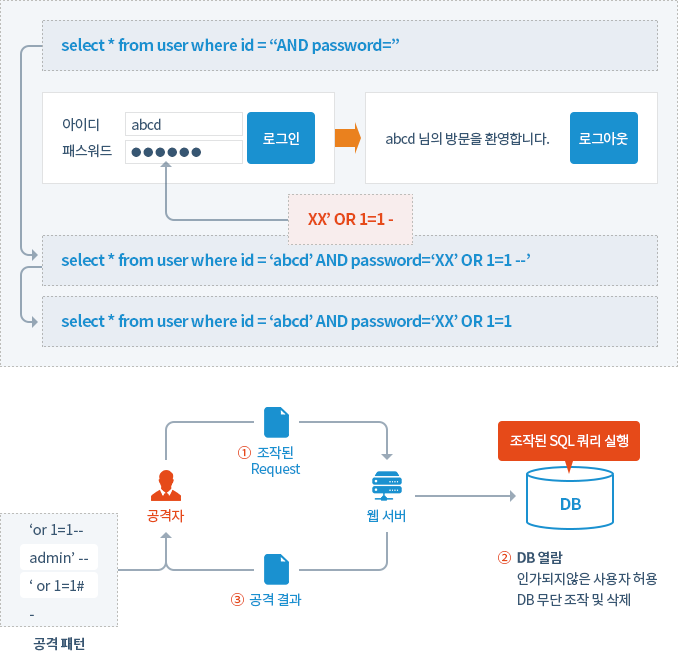 select * from user where id = “AND password=”
아이디
abcd
로그인
패스워드
●●●●●●
abcd 님의 방문을 환영합니다.
로그아웃
XX’ OR 1=1 -
select * from user where id = ‘abcd’ AND password=‘XX’ OR 1=1 --’
select * from user where id = ‘abcd’ AND password=‘XX’ OR 1=1
① 조작된
Request
공격자
웹 서버
조작된 SQL 쿼리 실행
DB
‘or 1=1--
admin’ --
‘ or 1=1#
-
공격 패턴
③ 공격 결과
② DB 열람
인가되지않은 사용자 허용
DB 무단 조작 및 삭제